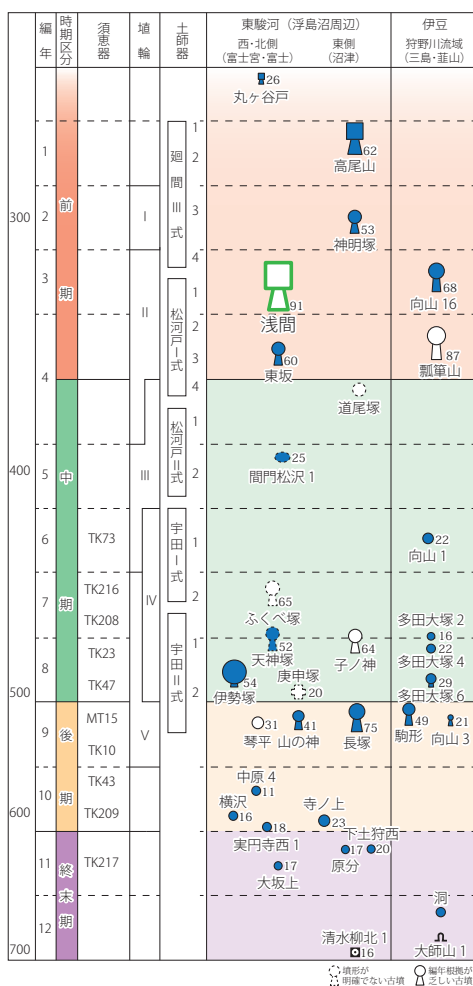 編年
時期区分
須恵器
埴輪
土師器
東駿河（浮島沼周辺）
西・北側
（富士宮・富士）
東側
（沼津）
伊豆
狩野川流域
（三島・韮山）
300
400
500
600
700
1
2
3
4
5
6
7
8
9
10
11
12
前期
中期
後期
終末期
TK73
TK216
TK208
TK23
TK47
MT15
TK10
TK43
TK209
TK217
I
II
III
IV
V
廻間III式
1
2
3
4
松河戸I式
1
2
3
4
松河戸II式
1
2
宇田I式
1
2
宇田II式
1
2
26
丸ヶ谷戸
62
高尾山
53
神明塚
91
浅間
68
向山 16
60
東坂
87
瓢箪山
道尾塚
25
間門松沢 1
22
向山 1
65
ふくべ塚
多田大塚 2
16
22
多田大塚 4
52
天神塚
64
子ノ神
54
伊勢塚
庚申塚
20
29
多田大塚 6
31
琴平
41
山の神
75
長塚
49
駒形
21
向山 3
中原 4
11
横沢
16
寺ノ上
23
18
実円寺西 1
下土狩西
17
20
原分
17
大坂上
洞
清水柳北 1
16
大師山 1
墳形が
明確でない古墳
編年根拠が
乏しい古墳